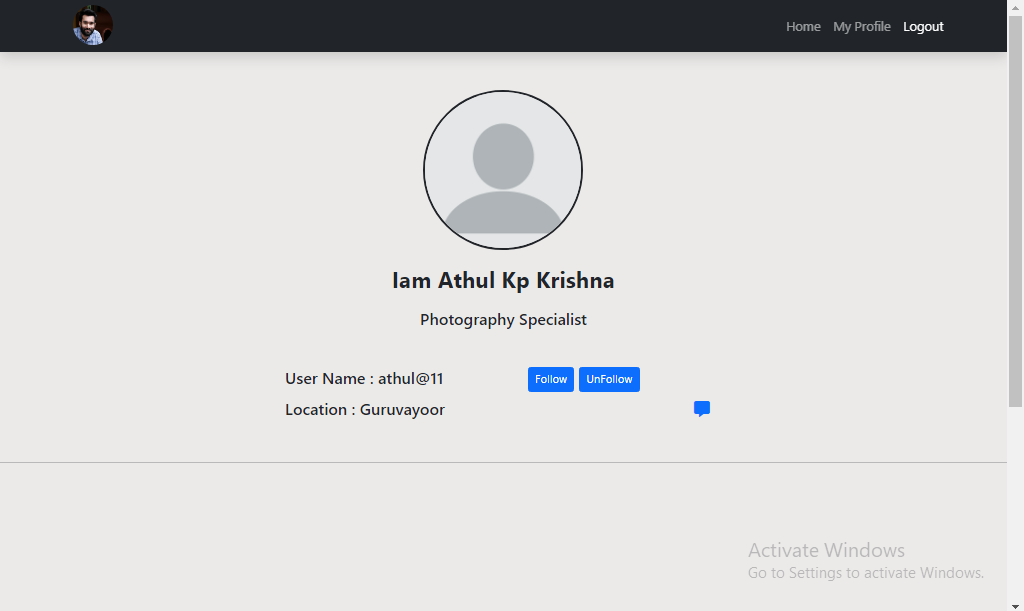 Home My Profile Logout
Iam Athul Kp Krishna
Photography Specialist
User Name : athul@11 Follow UnFollow
Location : Guruvayoor
Activate Windows
Go to Settings to activate Windows.